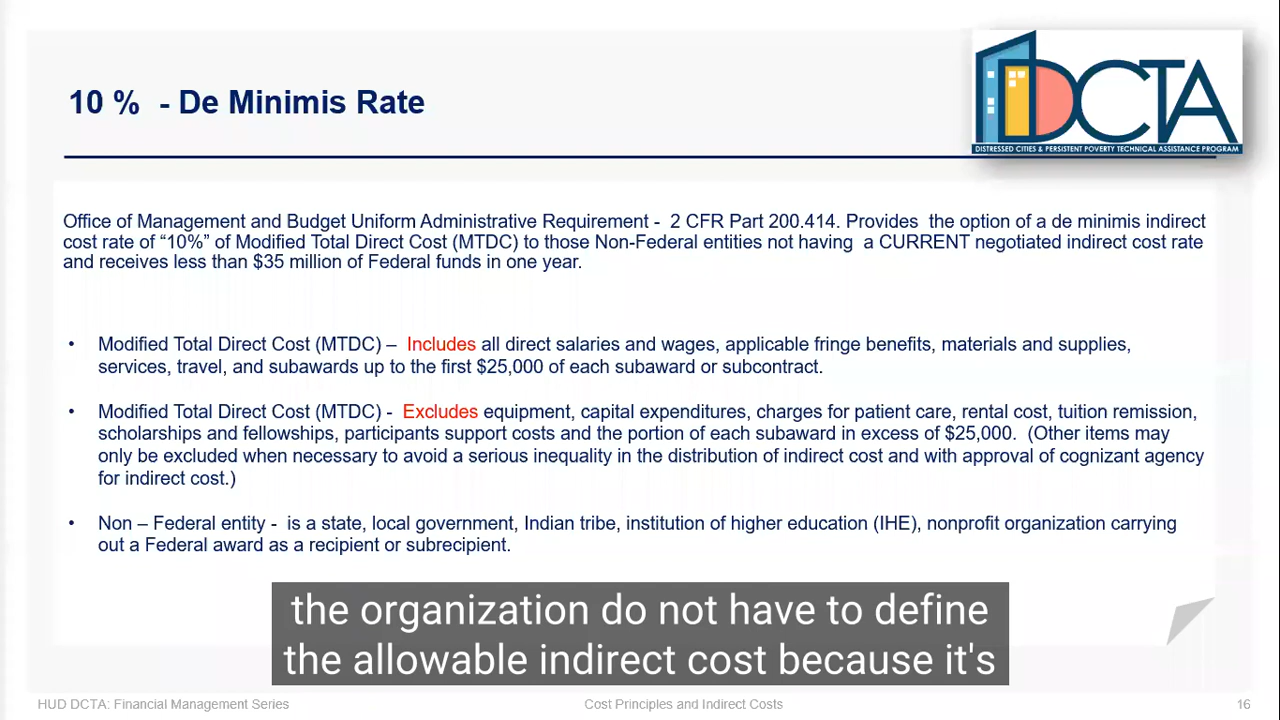 10 % - De Minimis Rate
DCTA
DISTRESSED CITIES & PERSISTENT POVERTY TECHNICAL ASSISTANCE PROGRAM
Office of Management and Budget Uniform Administrative Requirement - 2 CFR Part 200.414. Provides the option of a de minimis indirect
cost rate of “10%” of Modified Total Direct Cost (MTDC) to those Non-Federal entities not having a CURRENT negotiated indirect cost rate
and receives less than $35 million of Federal funds in one year.
• Modified Total Direct Cost (MTDC) – Includes all direct salaries and wages, applicable fringe benefits, materials and supplies,
services, travel, and subawards up to the first $25,000 of each subaward or subcontract.
• Modified Total Direct Cost (MTDC) - Excludes equipment, capital expenditures, charges for patient care, rental cost, tuition remission,
scholarships and fellowships, participants support costs and the portion of each subaward in excess of $25,000. (Other items may
only be excluded when necessary to avoid a serious inequality in the distribution of indirect cost and with approval of cognizant agency
for indirect cost.)
• Non – Federal entity - is a state, local government, Indian tribe, institution of higher education (IHE), nonprofit organization carrying
out a Federal award as a recipient or subrecipient.
the organization do not have to define
the allowable indirect cost because it's
HUD DCTA: Financial Management Series
Cost Principles and Indirect Costs
16